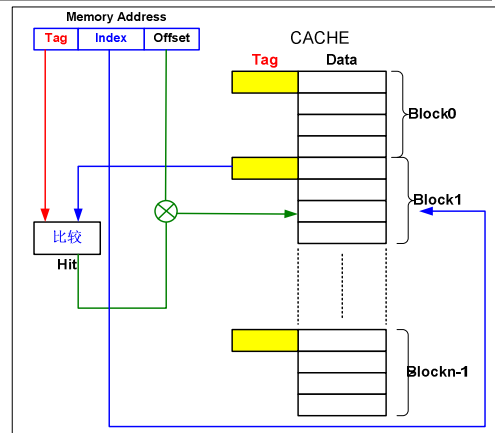 Memory Address
Tag Index Offset
CACHE
Tag Data
Block0
Block1
比较
Hit
Blockn-1